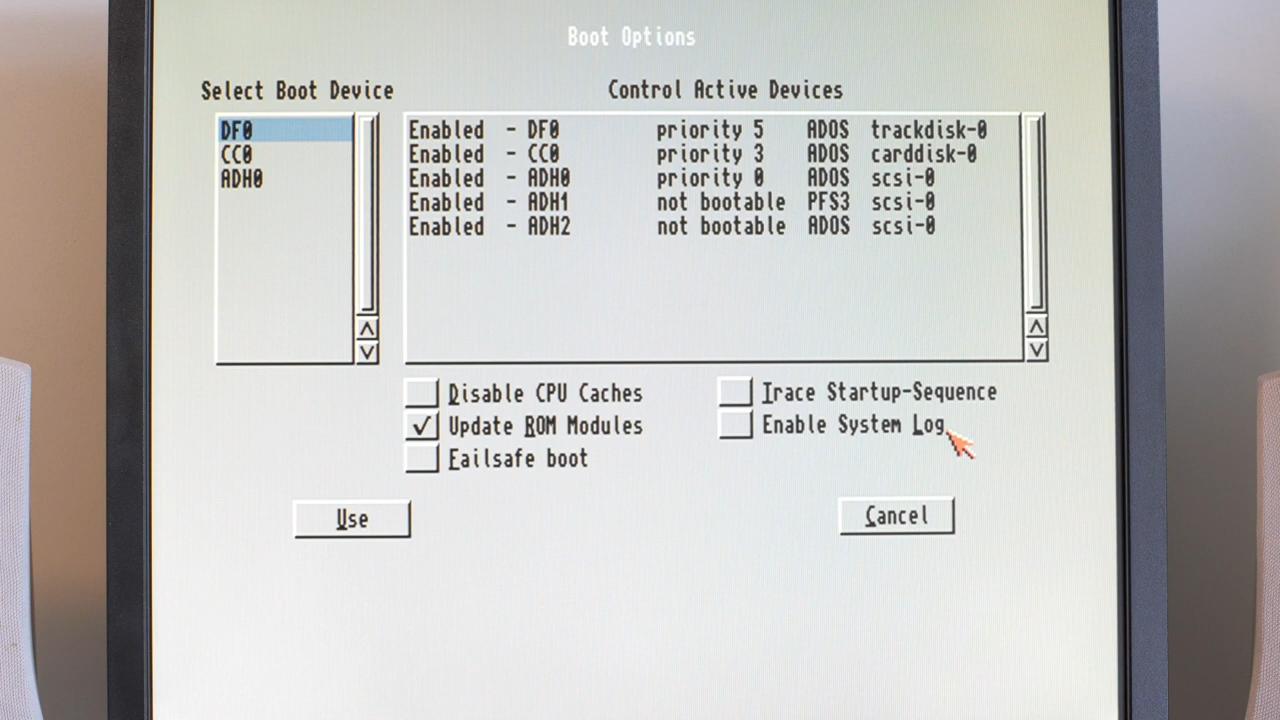 Boot Options
Select Boot Device
Control Active Devices
DF0
CC0
ADH0
Enabled - DF0 priority 5 ADOS trackdisk-0
Enabled - CC0 priority 3 ADOS carddisk-0
Enabled - ADH0 priority 0 ADOS scsi-0
Enabled - ADH1 not bootable PFS3 scsi-0
Enabled - ADH2 not bootable ADOS scsi-0
Disable CPU Caches
Trace Startup-Sequence
Update ROM Modules
Enable System Log
Failsafe boot
Use
Cancel